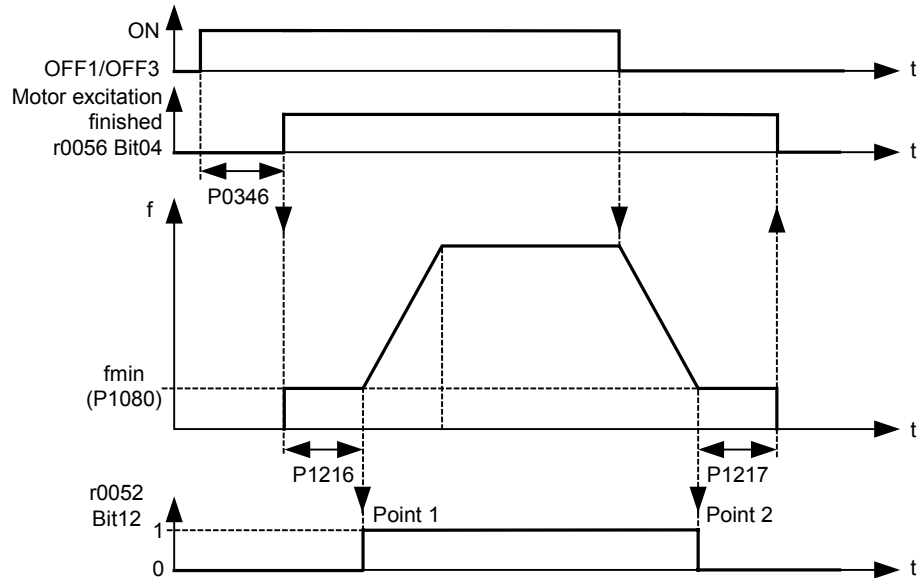 ON
OFF1/OFF3
t
Motor excitation
finished
r0056 Bit04
t
P0346
f
fmin
(P1080)
t
P1216
P1217
r0052
Bit12
1
Point 1
Point 2
0
t